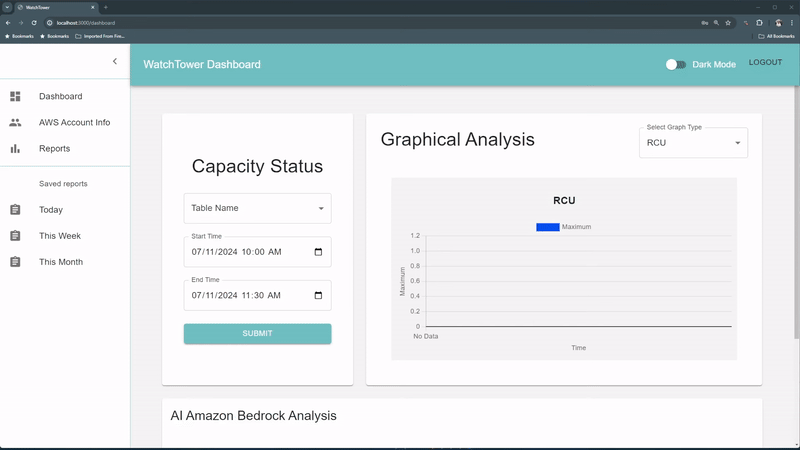 WatchTower
localhost:3000/dashboard
Bookmarks
Bookmarks
Imported From Fire...
All Bookmarks
WatchTower Dashboard
Dark Mode
LOGOUT
Dashboard
AWS Account Info
Reports
Saved reports
Today
This Week
This Month
Capacity Status
Table Name
Start Time
07/11/2024 10:00 AM
End Time
07/11/2024 11:30 AM
SUBMIT
Graphical Analysis
Select Graph Type
RCU
RCU
Maximum
1.2
1.0
0.8
0.6
0.4
0.2
0
Maximum
No Data
Time
AI Amazon Bedrock Analysis